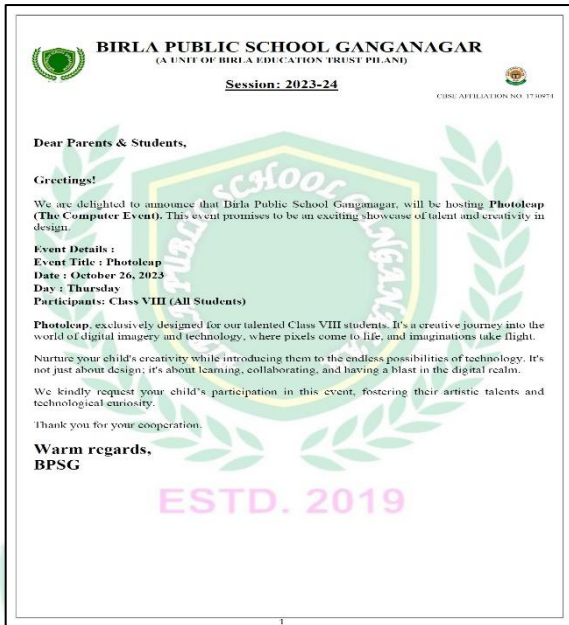 BIRLA PUBLIC SCHOOL GANGANAGAR
(A UNIT OF BIRLA EDUCATION TRUST PILANI)
Session: 2023-24
CBSE AFFILIATION NO. 1730974
Dear Parents & Students,
Greetings!
We are delighted to announce that Birla Public School Ganganagar, will be hosting Photoleap
(The Computer Event). This event promises to be an exciting showcase of talent and creativity in
design.
Event Details :
Event Title : Photoleap
Date : October 26, 2023
Day : Thursday
Participants: Class VIII (All Students)
Photoleap, exclusively designed for our talented Class VIII students. It's a creative journey into the
world of digital imagery and technology, where pixels come to life, and imaginations take flight.
Nurture your child's creativity while introducing them to the endless possibilities of technology. It's
not just about design; it's about learning, collaborating, and having a blast in the digital realm.
We kindly request your child's participation in this event, fostering their artistic talents and
technological curiosity.
Thank you for your cooperation.
Warm regards,
BPSG
ESTD. 2019
1